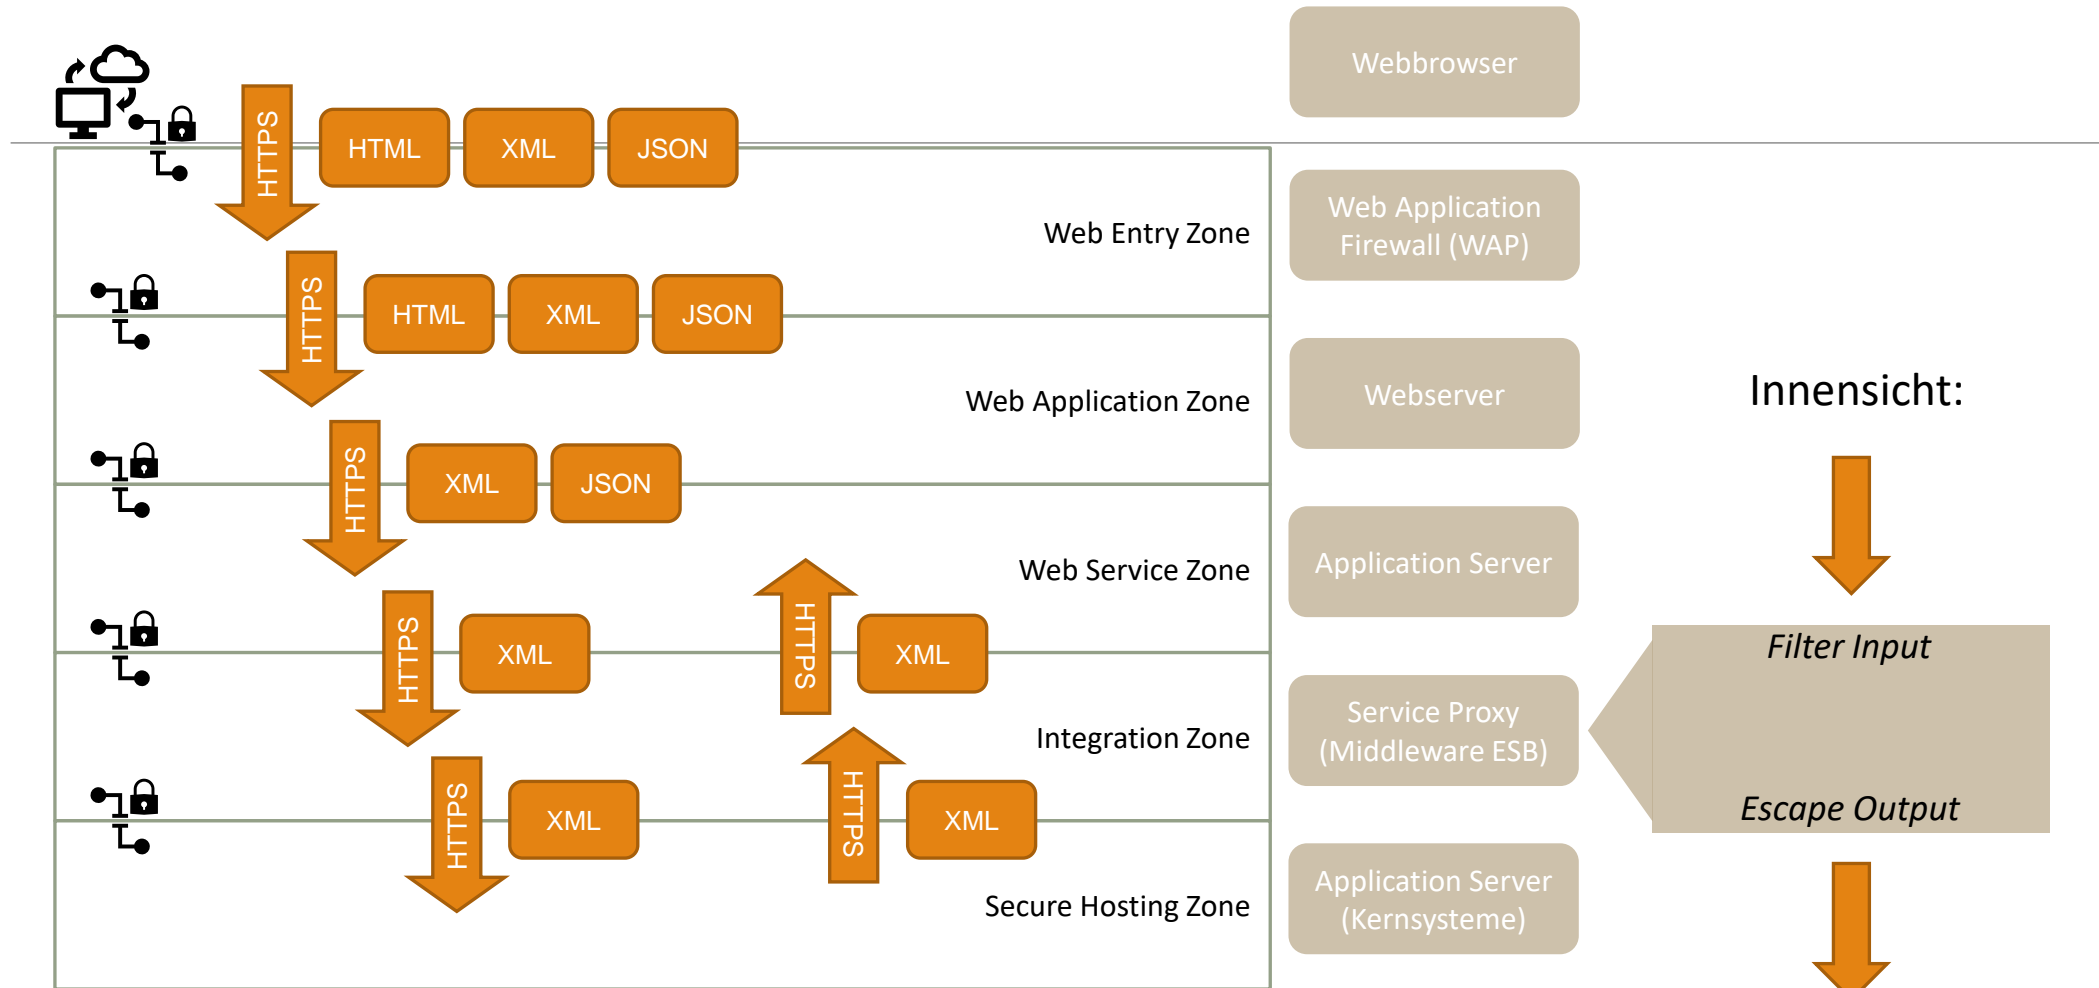 Webbrowser
HTTPS
HTML
XML
JSON
Web Entry Zone
Web Application
Firewall (WAP)
HTTPS
HTML
XML
JSON
Web Application Zone
Webserver
Innensicht:
HTTPS
XML
JSON
Web Service Zone
Application Server
HTTPS
XML
HTTPS
XML
Filter Input
Integration Zone
Service Proxy
(Middleware ESB)
HTTPS
XML
HTTPS
XML
Escape Output
Secure Hosting Zone
Application Server
(Kernsysteme)